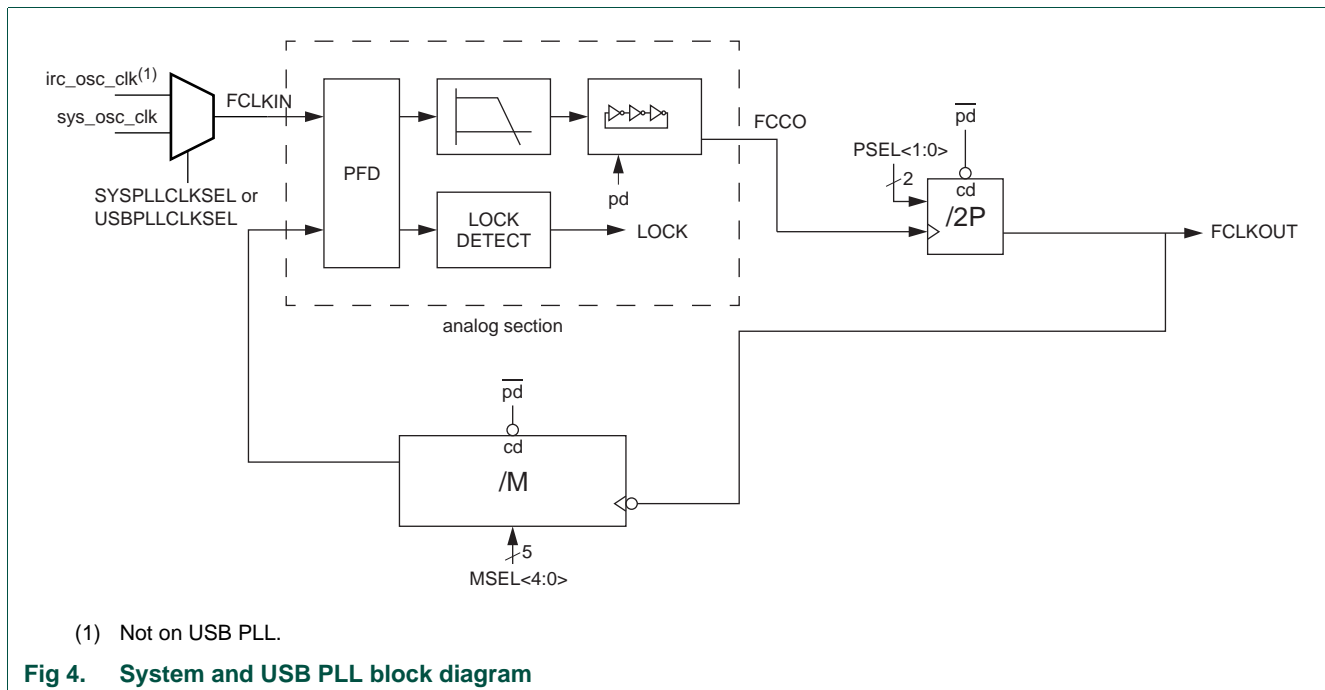 irc_osc_clk(1)
sys_osc_clk
FCLKIN
SYSPLLCLKSEL or
USBPLLCLKSEL
PFD
LOCK
DETECT
LOCK
pd
analog section
FCCO
pd
PSEL<1:0>
2
cd
/2P
FCLKOUT
pd
cd
/M
5
MSEL<4:0>
(1) Not on USB PLL.
Fig 4. System and USB PLL block diagram